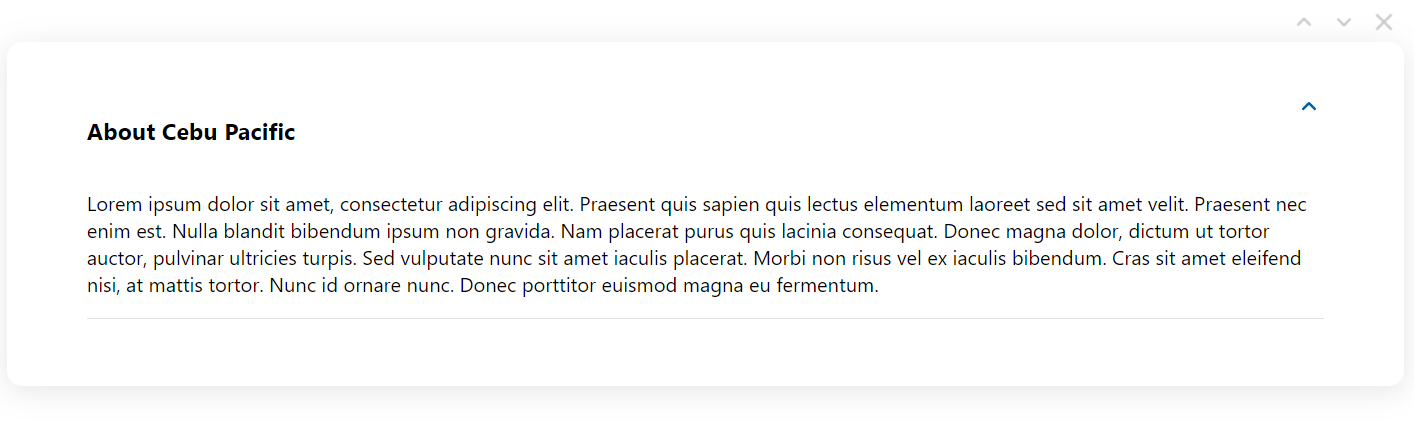 About Cebu Pacific
Lorem ipsum dolor sit amet, consectetur adipiscing elit. Praesent quis sapien quis lectus elementum laoreet sed sit amet velit. Praesent nec
enim est. Nulla blandit bibendum ipsum non gravida. Nam placerat purus quis lacinia consequat. Donec magna dolor, dictum ut tortor
auctor, pulvinar ultricies turpis. Sed vulputate nunc sit amet iaculis placerat. Morbi non risus vel ex iaculis bibendum. Cras sit amet eleifend
nisi, at mattis tortor. Nunc id ornare nunc. Donec porttitor euismod magna eu fermentum.